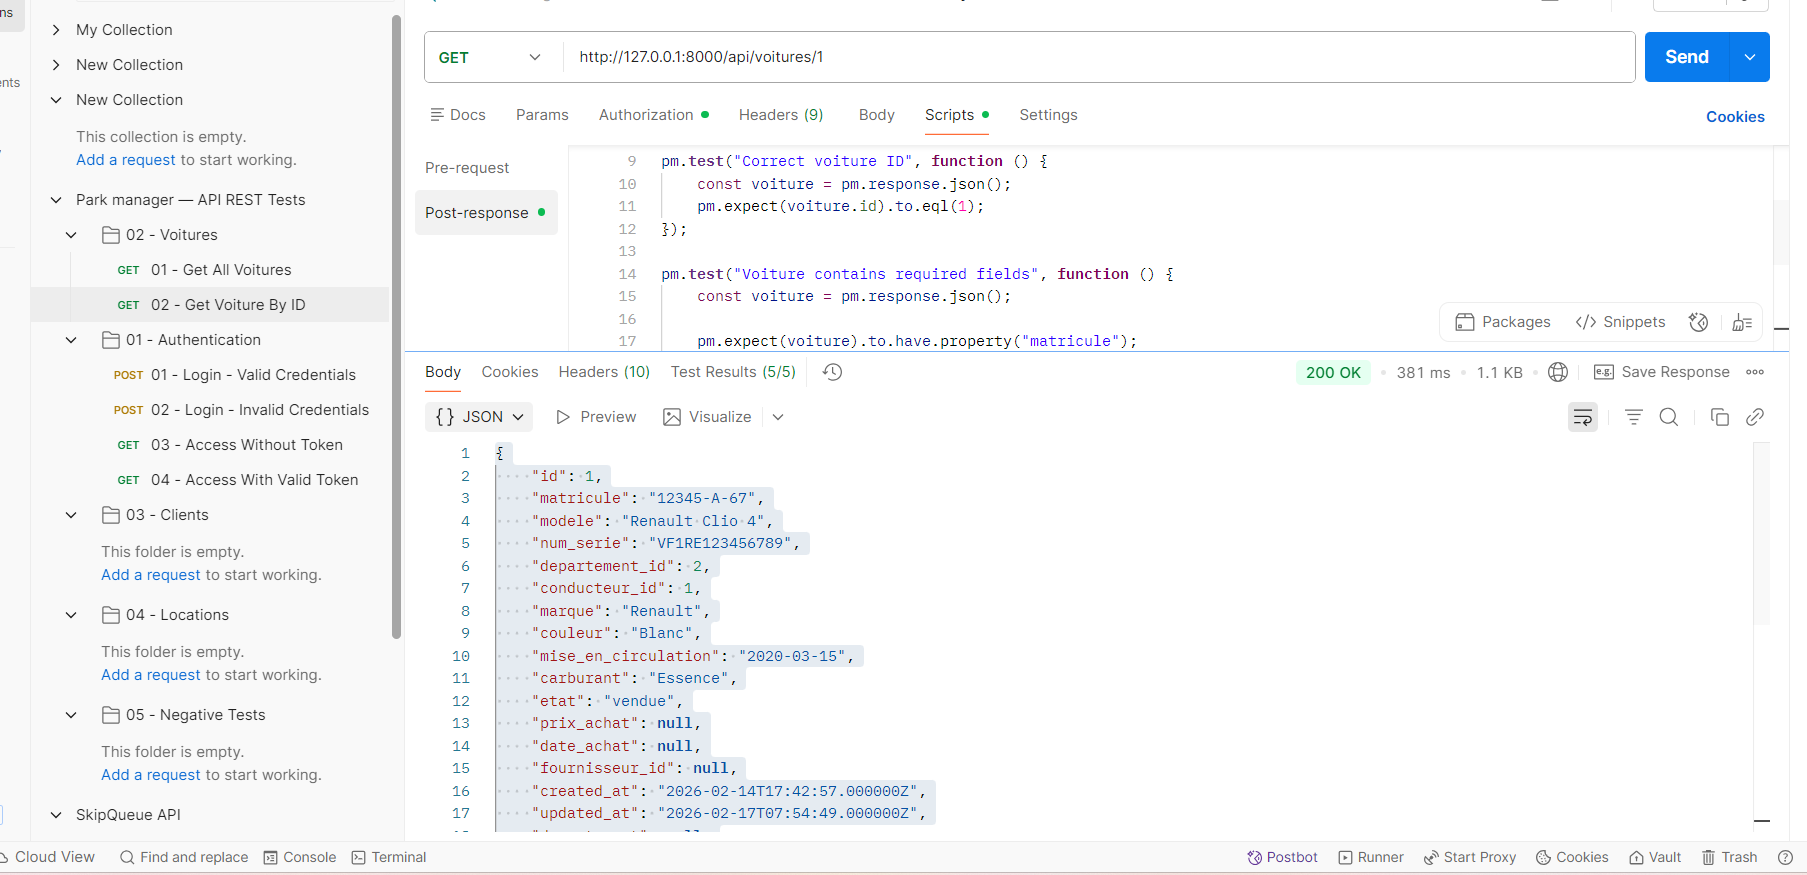 ns
ents
My Collection
New Collection
New Collection
This collection is empty.
Add a request to start working.
Park manager — API REST Tests
02 - Voitures
GET 01 - Get All Voitures
GET 02 - Get Voiture By ID
01 - Authentication
POST 01 - Login - Valid Credentials
POST 02 - Login - Invalid Credentials
GET 03 - Access Without Token
GET 04 - Access With Valid Token
03 - Clients
This folder is empty.
Add a request to start working.
04 - Locations
This folder is empty.
Add a request to start working.
05 - Negative Tests
This folder is empty.
Add a request to start working.
SkipQueue API
GET http://127.0.0.1:8000/api/voitures/1 Send
Docs Params Authorization Headers (9) Body Scripts Settings Cookies
Pre-request
Post-response
9 pm.test("Correct voiture ID", function () {
10 const voiture = pm.response.json();
11 pm.expect(voiture.id).to.eql(1);
12 });
13
14 pm.test("Voiture contains required fields", function () {
15 const voiture = pm.response.json();
16
17 pm.expect(voiture).to.have.property("matricule");
Packages </> Snippets
Body Cookies Headers (10) Test Results (5/5) 200 OK • 381 ms • 1.1 KB • e.g. Save Response
{} JSON Preview Visualize
1 {
2 "id": 1,
3 "matricule": "12345-A-67",
4 "modele": "Renault Clio 4",
5 "num_serie": "VF1RE123456789",
6 "departement_id": 2,
7 "conducteur_id": 1,
8 "marque": "Renault",
9 "couleur": "Blanc",
10 "mise_en_circulation": "2020-03-15",
11 "carburant": "Essence",
12 "etat": "vendue",
13 "prix_achat": null,
14 "date_achat": null,
15 "fournisseur_id": null,
16 "created_at": "2026-02-14T17:42:57.000000Z",
17 "updated_at": "2026-02-17T07:54:49.000000Z",
Cloud View Find and replace Console Terminal Postbot Runner Start Proxy Cookies Vault Trash